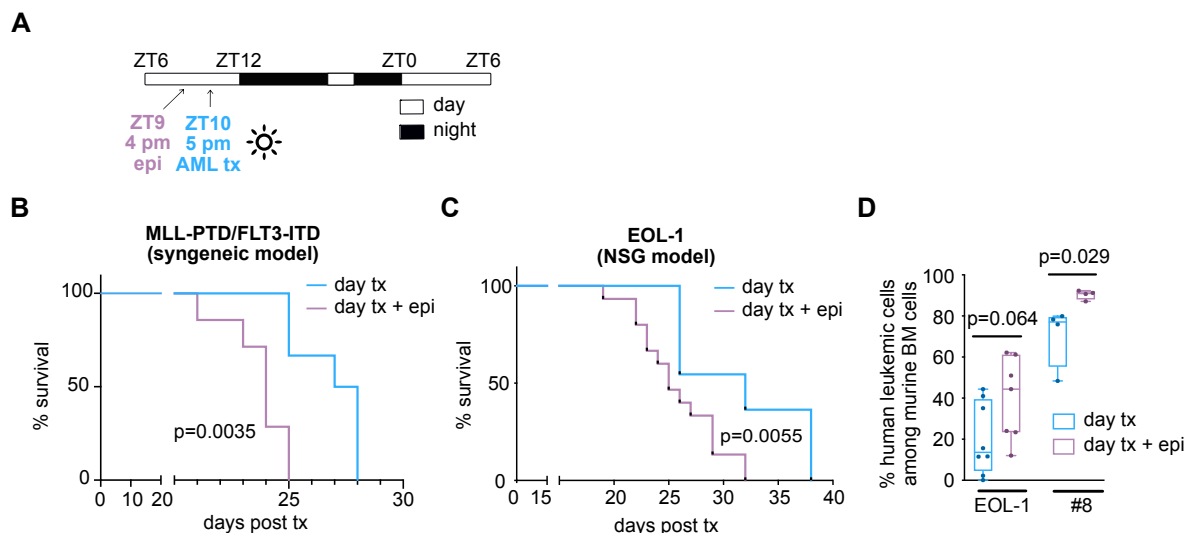 A
ZT6 ZT12 ZT0 ZT6
day
night
ZT9
4 pm
epi
ZT10
5 pm
AML tx
B
MLL-PTD/FLT3-ITD
(syngeneic model)
day tx
day tx + epi
100
50
0
% survival
p=0.0035
0 10 20 25 30
days post tx
C
EOL-1
(NSG model)
day tx
day tx + epi
100
50
0
% survival
p=0.0055
0 15 20 25 30 35 40
days post tx
D
p=0.029
p=0.064
100
80
60
40
20
0
% human leukemic cells
among murine BM cells
day tx
day tx + epi
EOL-1 #8